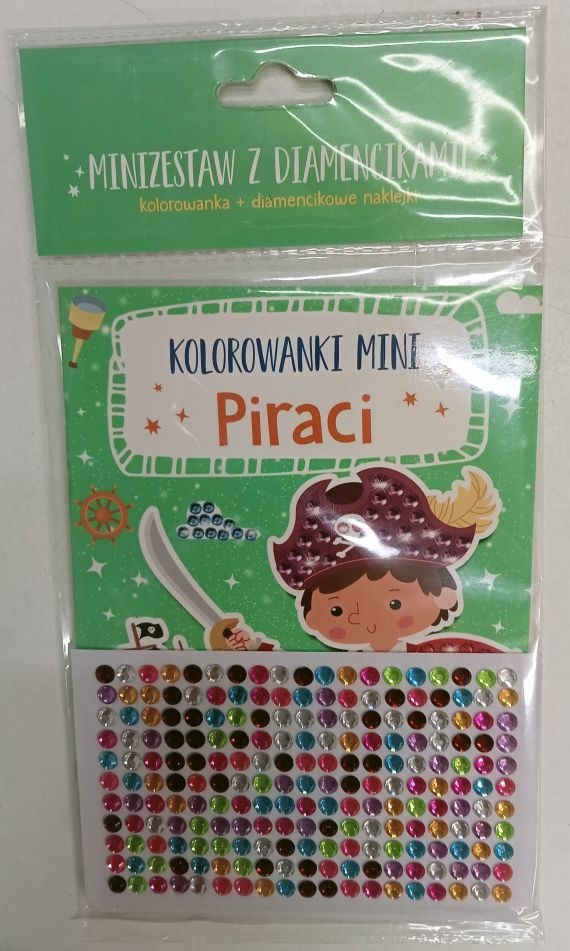 MINIZESTAW Z DIAMENCIKAMI!
kolorowanka + diamencikowe naklejki
KOLOROWANKI MINI
Piraci